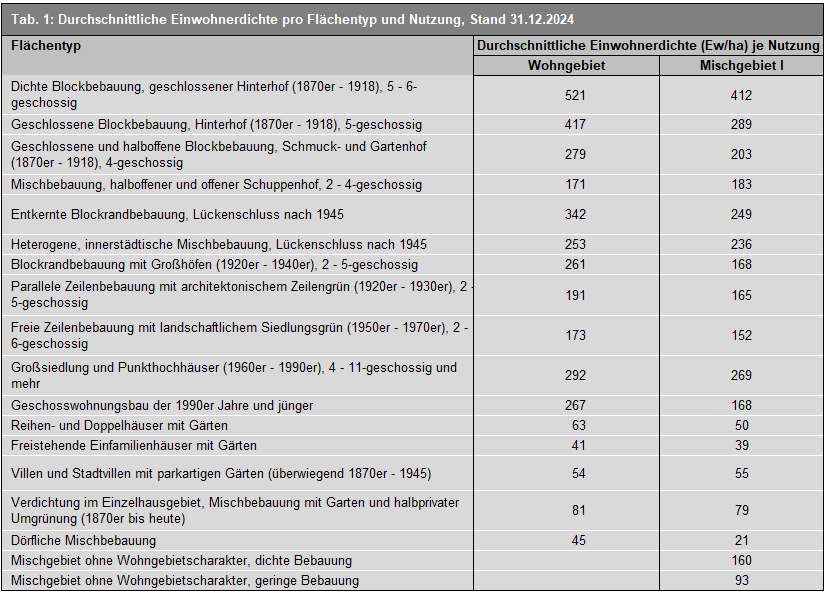 Tab. 1: Durchschnittliche Einwohnerdichte pro Flächentyp und Nutzung, Stand 31.12.2024
Flächentyp
Durchschnittliche Einwohnerdichte (Ew/ha) je Nutzung
Wohngebiet Mischgebiet I
Dichte Blockbebauung, geschlossener Hinterhof (1870er - 1918), 5 - 6-
geschossig
521 412
Geschlossene Blockbebauung, Hinterhof (1870er - 1918), 5-geschossig 417 289
Geschlossene und halboffene Blockbebauung, Schmuck- und Gartenhof
(1870er - 1918), 4-geschossig
279 203
Mischbebauung, halboffener und offener Schuppenhof, 2 - 4-geschossig 171 183
Entkernte Blockrandbebauung, Lückenschluss nach 1945 342 249
Heterogene, innerstädtische Mischbebauung, Lückenschluss nach 1945 253 236
Blockrandbebauung mit Großhöfen (1920er - 1940er), 2 - 5-geschossig 261 168
Parallele Zeilenbebauung mit architektonischem Zeilengrün (1920er - 1930er), 2 -
5-geschossig
191 165
Freie Zeilenbebauung mit landschaftlichem Siedlungsgrün (1950er - 1970er), 2 -
6-geschossig
173 152
Großsiedlung und Punkthochhäuser (1960er - 1990er), 4 - 11-geschossig und
mehr
292 269
Geschosswohnungsbau der 1990er Jahre und jünger 267 168
Reihen- und Doppelhäuser mit Gärten 63 50
Freistehende Einfamilienhäuser mit Gärten 41 39
Villen und Stadtvillen mit parkartigen Gärten (überwiegend 1870er - 1945) 54 55
Verdichtung im Einzelhausgebiet, Mischbebauung mit Garten und halbprivater
Umgrünung (1870er bis heute)
81 79
Dörfliche Mischbebauung 45 21
Mischgebiet ohne Wohngebietscharakter, dichte Bebauung 160
Mischgebiet ohne Wohngebietscharakter, geringe Bebauung 93